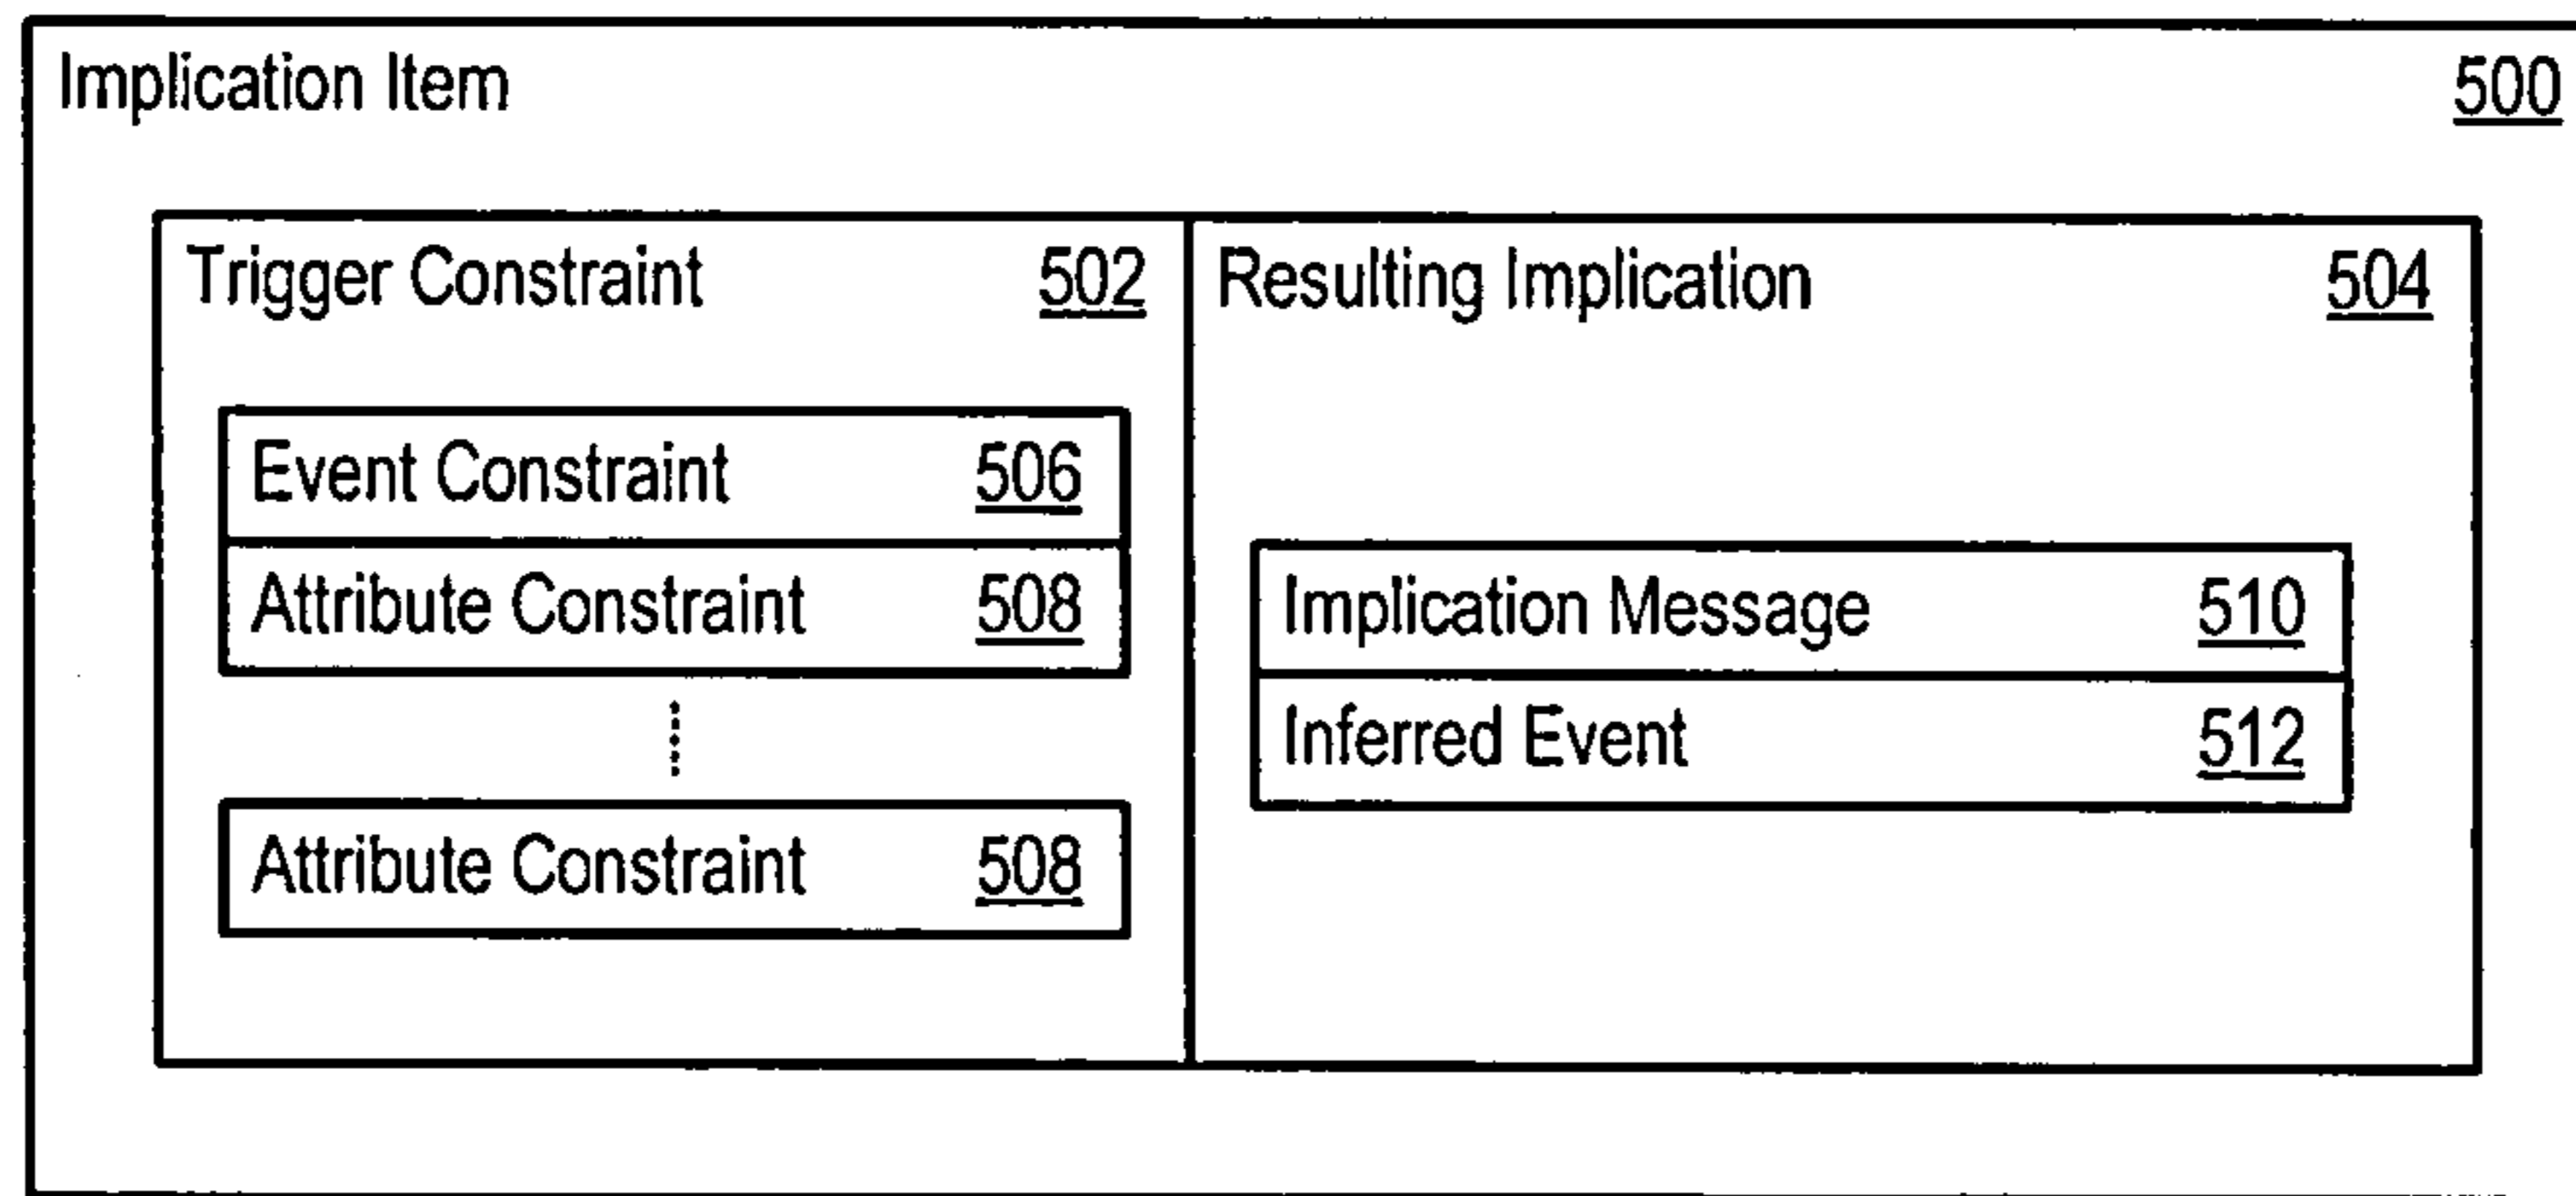 Implication Item 500
Trigger Constraint 502
Resulting Implication 504
Event Constraint 506
Attribute Constraint 508
Implication Message 510
Inferred Event 512
Attribute Constraint 508